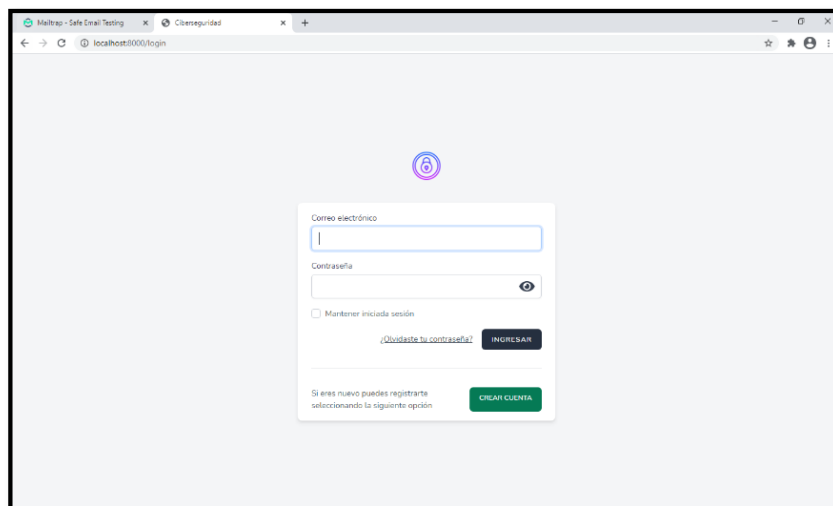 Mailtrap - Safe Email Testing
Ciberseguridad
localhost:8000/login
Correo electrónico
Contraseña
Mantener iniciada sesión
¿Olvidaste tu contraseña?
INGRESAR
Si eres nuevo puedes registrarte
seleccionando la siguiente opción
CREAR CUENTA